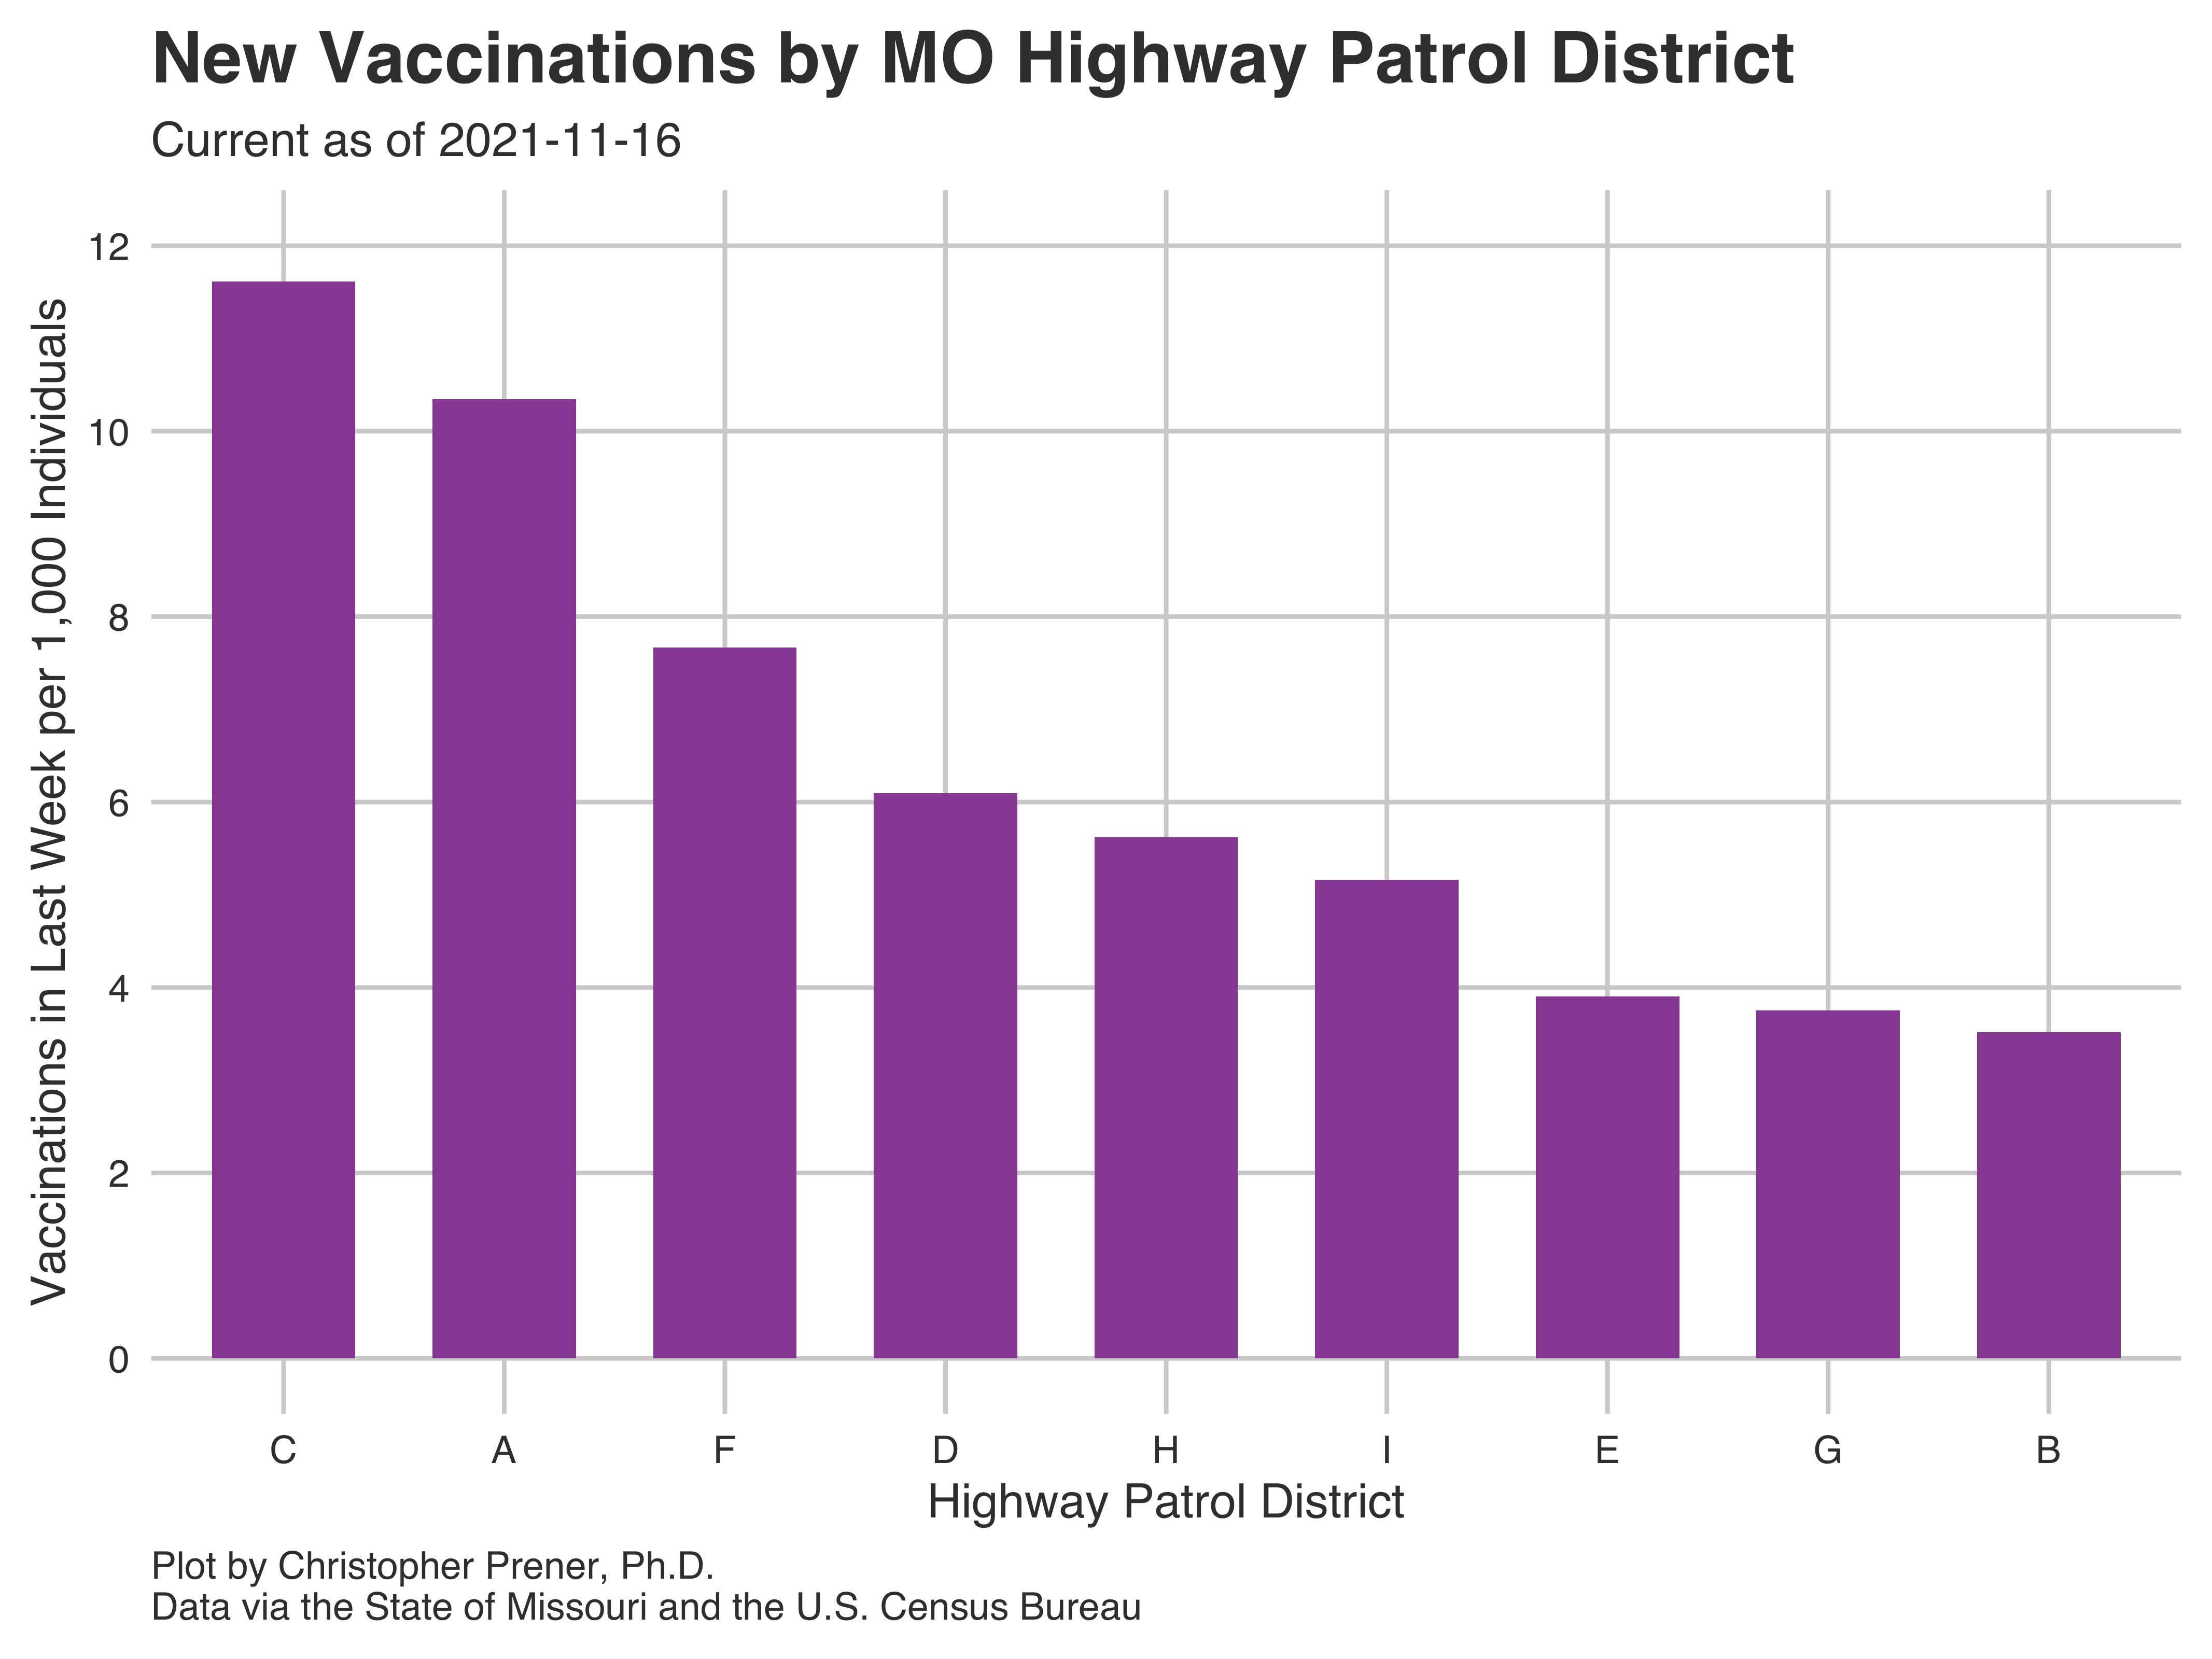 New Vaccinations by MO Highway Patrol District
Current as of 2021-11-16
Vaccinations in Last Week per 1,000 Individuals
12
10
8
6
4
2
0
C A F D H I E G B
Highway Patrol District
Plot by Christopher Prener, Ph.D.
Data via the State of Missouri and the U.S. Census Bureau